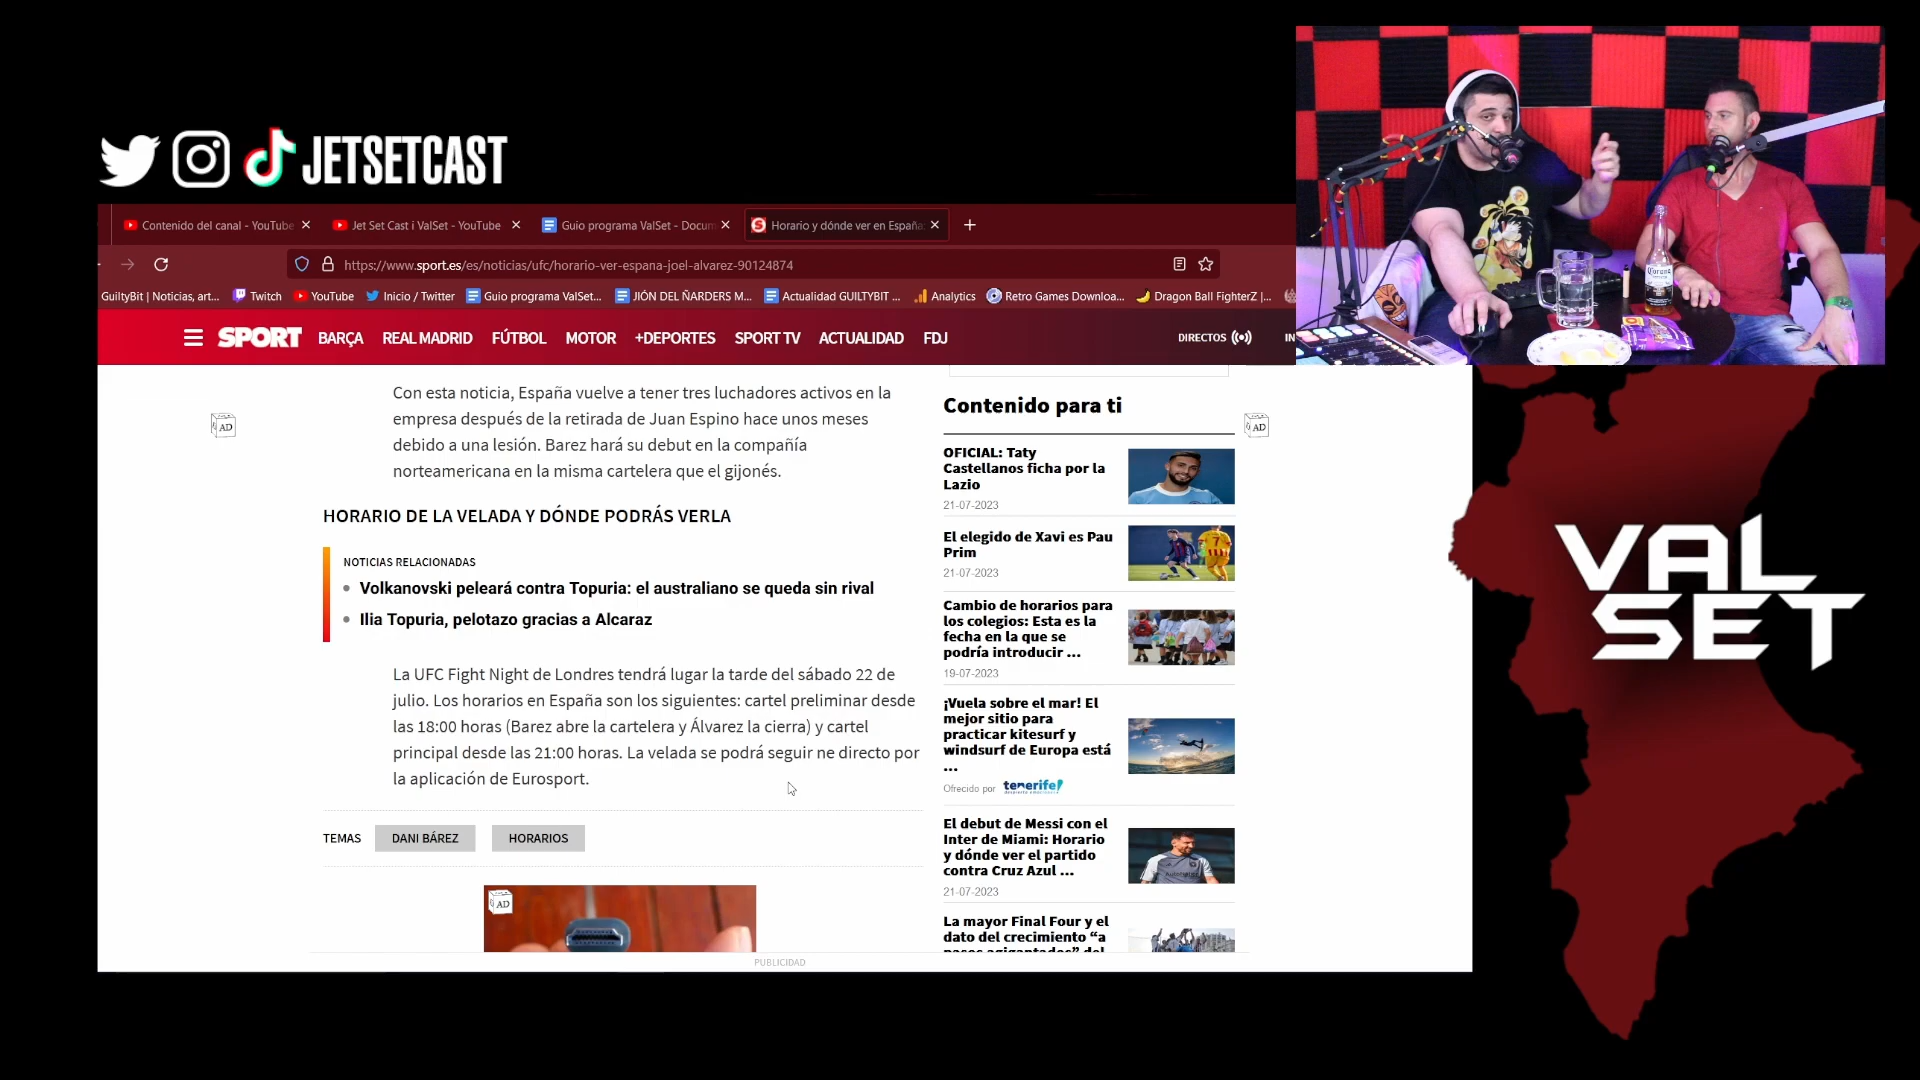 JETSETCAST
Contenido del canal - YouTube
Jet Set Cast i ValSet - YouTube
Guio programa ValSet - Docum
Horario y dónde ver en España
https://www.sport.es/es/noticias/ufc/horario-ver-espana-joel-alvarez-90124874
GuiltyBit | Noticias, art...
Twitch
YouTube
Inicio / Twitter
Guio programa ValSet...
JIÓN DEL ÑARDERS M...
Actualidad GUILTYBIT ...
Analytics
Retro Games Downloa...
Dragon Ball FighterZ |...
SPORT
BARÇA
REAL MADRID
FÚTBOL
MOTOR
+DEPORTES
SPORT TV
ACTUALIDAD
FDJ
DIRECTOS
IN
Con esta noticia, España vuelve a tener tres luchadores activos en la
empresa después de la retirada de Juan Espino hace unos meses
debido a una lesión. Barez hará su debut en la compañía
norteamericana en la misma cartelera que el gijonés.
HORARIO DE LA VELADA Y DÓNDE PODRÁS VERLA
NOTICIAS RELACIONADAS
Volkanovski peleará contra Topuria: el australiano se queda sin rival
Ilia Topuria, pelotazo gracias a Alcaraz
La UFC Fight Night de Londres tendrá lugar la tarde del sábado 22 de
julio. Los horarios en España son los siguientes: cartel preliminar desde
las 18:00 horas (Barez abre la cartelera y Álvarez la cierra) y cartel
principal desde las 21:00 horas. La velada se podrá seguir ne directo por
la aplicación de Eurosport.
TEMAS
DANI BÁREZ
HORARIOS
AD
AD
AD
PUBLICIDAD
Contenido para ti
OFICIAL: Taty
Castellanos ficha por la
Lazio
21-07-2023
El elegido de Xavi es Pau
Prim
21-07-2023
Cambio de horarios para
los colegios: Esta es la
fecha en la que se
podría introducir ...
19-07-2023
¡Vuela sobre el mar! El
mejor sitio para
practicar kitesurf y
windsurf de Europa está
...
Ofrecido por
tenerife!
El debut de Messi con el
Inter de Miami: Horario
y dónde ver el partido
contra Cruz Azul ...
21-07-2023
La mayor Final Four y el
dato del crecimiento “a
pasos agigantados” del
Corona
VAL
SET